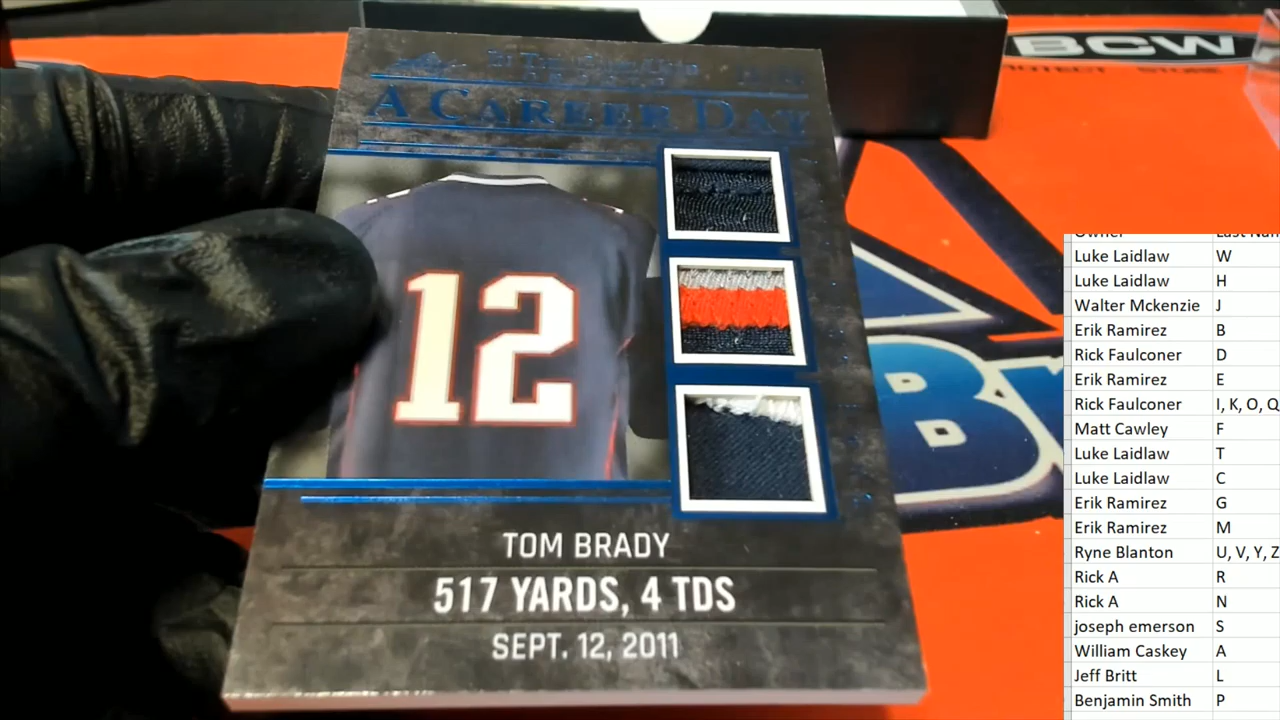 BCW
A CAREER DAY
12
TOM BRADY
517 YARDS, 4 TDS
SEPT. 12, 2011
Luke Laidlaw W
Luke Laidlaw H
Walter Mckenzie J
Erik Ramirez B
Rick Faulconer D
Erik Ramirez E
Rick Faulconer I, K, O, Q
Matt Cawley F
Luke Laidlaw T
Luke Laidlaw C
Erik Ramirez G
Erik Ramirez M
Ryne Blanton U, V, Y, Z
Rick A R
Rick A N
joseph emerson S
William Caskey A
Jeff Britt L
Benjamin Smith P